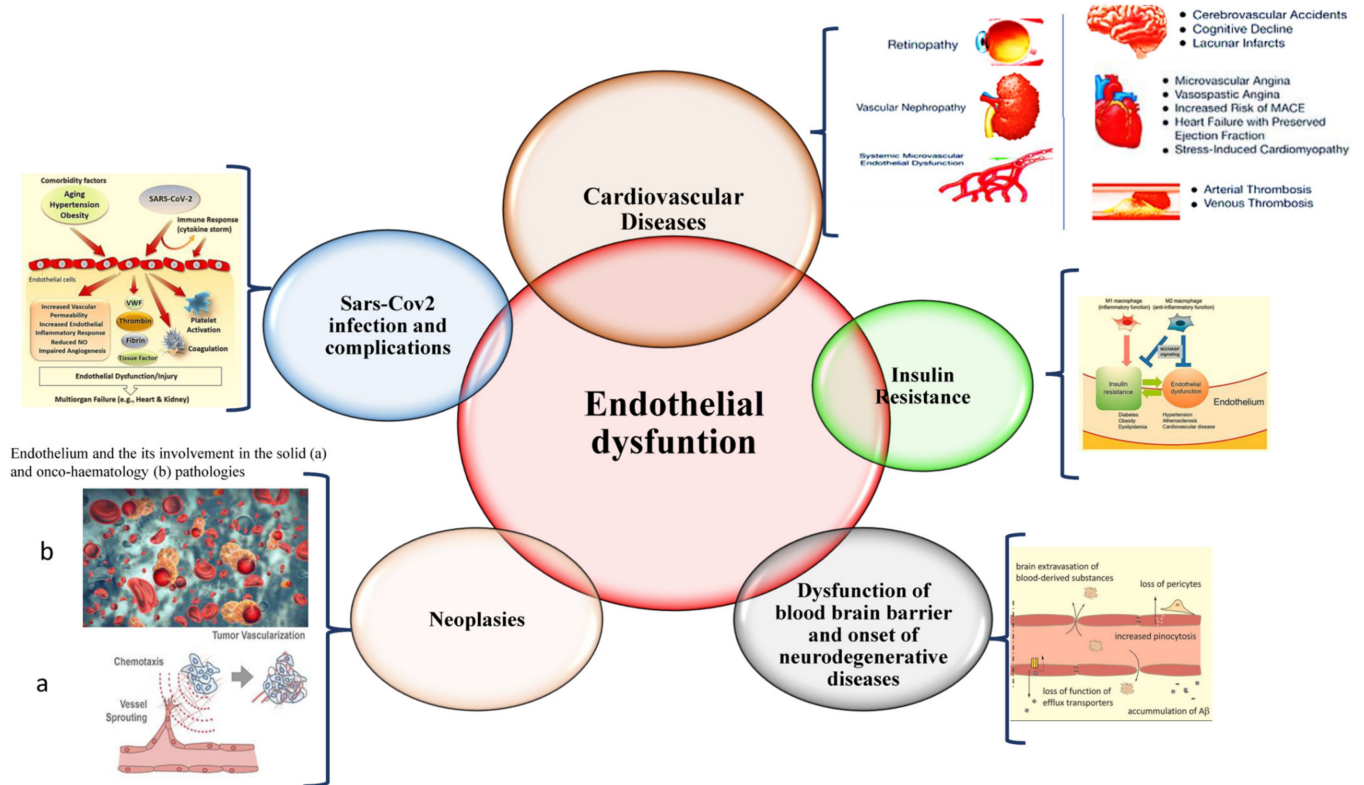 Retinopathy
Vascular Nephropathy
Systemic Microvascular
Endothelial Dysfunction
Cerebrovascular Accidents
Cognitive Decline
Lacunar Infarcts
Microvascular Angina
Vasospastic Angina
Increased Risk of MACE
Heart Failure with Preserved
Ejection Fraction
Stress-Induced Cardiomyopathy
Arterial Thrombosis
Venous Thrombosis
Cardiovascular
Diseases
Comorbidity factors
Aging
Hypertension
Obesity
SARS-CoV-2
Immune Response
(cytokine storm)
Endothelial cells
Increased Vascular
Permeability
Increased Endothelial
Inflammatory Response
Reduced NO
Impaired Angiogenesis
VWF
Thrombin
Fibrin
Tissue Factor
Platelet
Activation
Coagulation
Endothelial Dysfunction/Injury
Multiorgan Failure (e.g., Heart & Kidney)
Sars-Cov2
infection and
complications
Endothelial
dysfuntion
Insulin
Resistance
M1 macrophage
(inflammatory function)
M2 macrophage
(anti-inflammatory function)
NO/VASP
signaling
Insulin
resistance
Endothelial
dysfunction
Endothelium
Diabetes
Obesity
Dyslipidemia
Hypertension
Atherosclerosis
Cardiovascular disease
Endothelium and the its involvement in the solid (a)
and onco-haematology (b) pathologies
b
Tumor Vascularization
a
Chemotaxis
Vessel
Sprouting
Neoplasies
Dysfunction of
blood brain barrier
and onset of
neurodegenerative
diseases
brain extravasation of
blood-derived substances
loss of pericytes
increased pinocytosis
loss of function of
efflux transporters
accumulation of Aβ